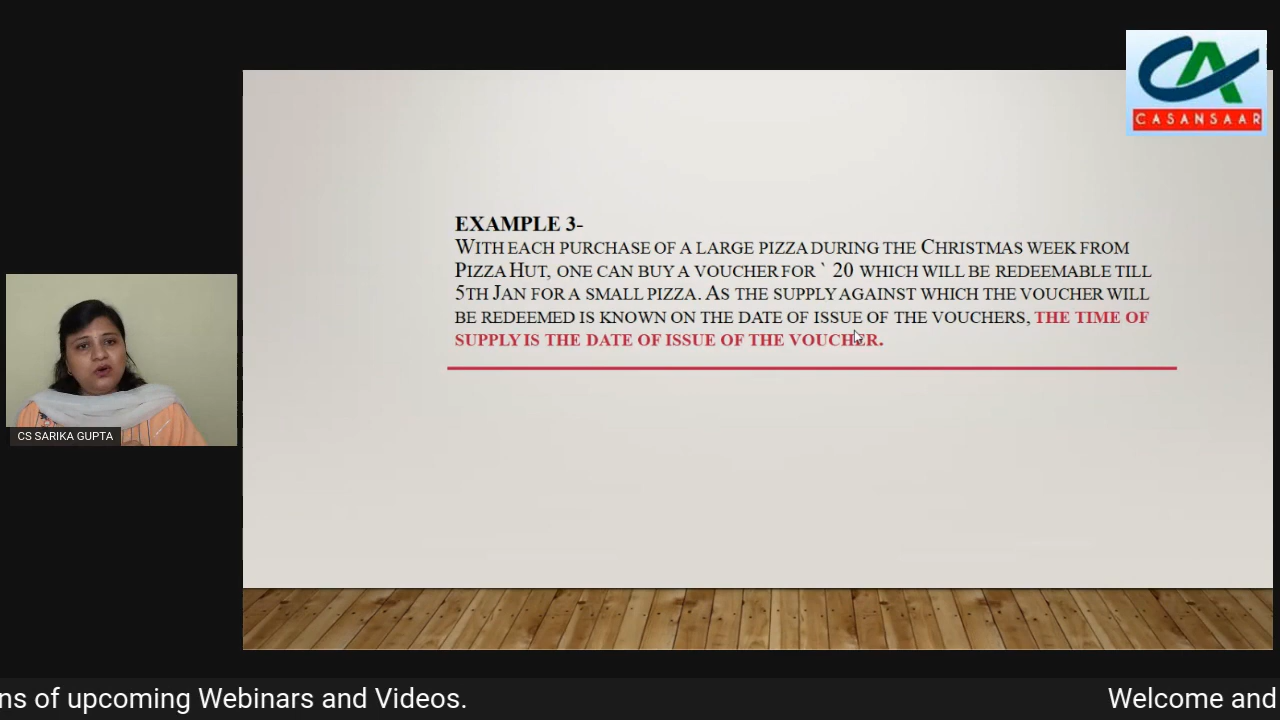 CASANSAAR
EXAMPLE 3-
WITH EACH PURCHASE OF A LARGE PIZZA DURING THE CHRISTMAS WEEK FROM
PIZZA HUT, ONE CAN BUY A VOUCHER FOR ` 20 WHICH WILL BE REDEEMABLE TILL
5TH JAN FOR A SMALL PIZZA. AS THE SUPPLY AGAINST WHICH THE VOUCHER WILL
BE REDEEMED IS KNOWN ON THE DATE OF ISSUE OF THE VOUCHERS, THE TIME OF
SUPPLY IS THE DATE OF ISSUE OF THE VOUCHER.
CS SARIKA GUPTA
ns of upcoming Webinars and Videos. Welcome and